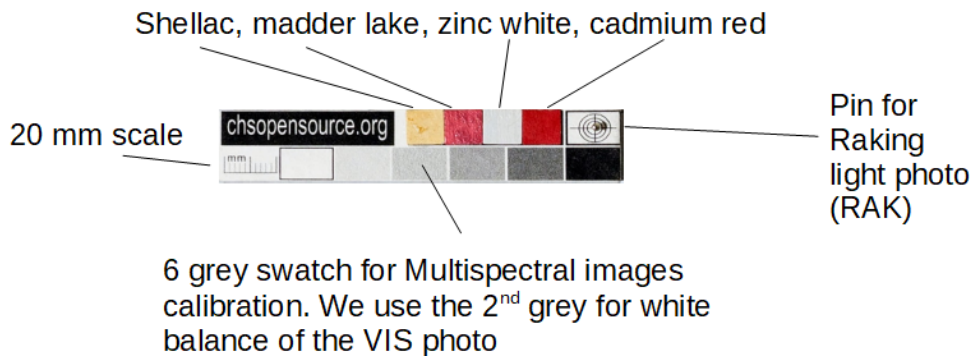 Shellac, madder lake, zinc white, cadmium red
chsopensource.org
20 mm scale
mm
Pin for
Raking
light photo
(RAK)
6 grey swatch for Multispectral images
calibration. We use the 2nd grey for white
balance of the VIS photo